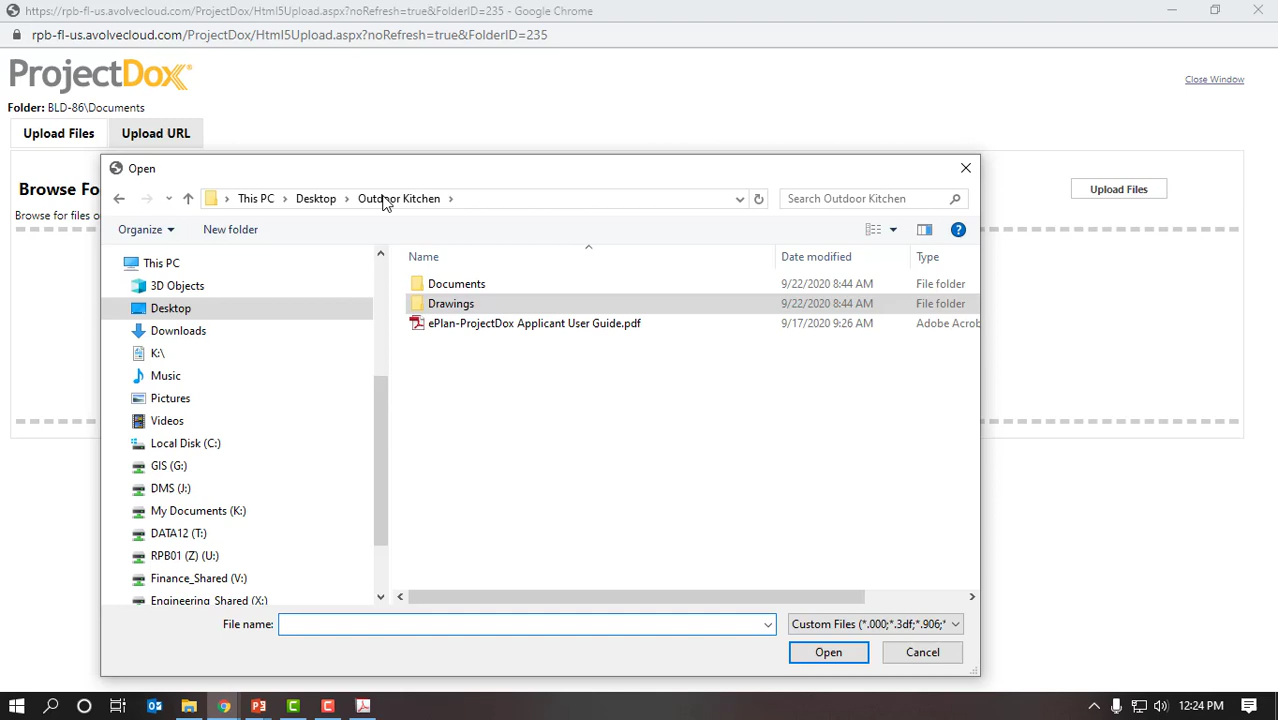 https://rpb-fl-us.avolvecloud.com/ProjectDox/Html5Upload.aspx?noRefresh=true&FolderID=235 - Google Chrome
rpb-fl-us.avolvecloud.com/ProjectDox/Html5Upload.aspx?noRefresh=true&FolderID=235
ProjectDox
Close Window
Folder: BLD-86\Documents
Upload Files Upload URL
Browse Fo
Upload Files
Browse for files o
Open
This PC > Desktop > Outdoor Kitchen >
Search Outdoor Kitchen
Organize New folder
Name Date modified Type
Documents 9/22/2020 8:44 AM File folder
Drawings 9/22/2020 8:44 AM File folder
ePlan-ProjectDox Applicant User Guide.pdf 9/17/2020 9:26 AM Adobe Acrob
This PC
3D Objects
Desktop
Downloads
K:\
Music
Pictures
Videos
Local Disk (C:)
GIS (G:)
DMS (J:)
My Documents (K:)
DATA12 (T:)
RPB01 (Z) (U:)
Finance_Shared (V:)
Engineering_Shared (X:)
File name: Custom Files (*.000;*.3df;*.906;*
Open Cancel
12:24 PM